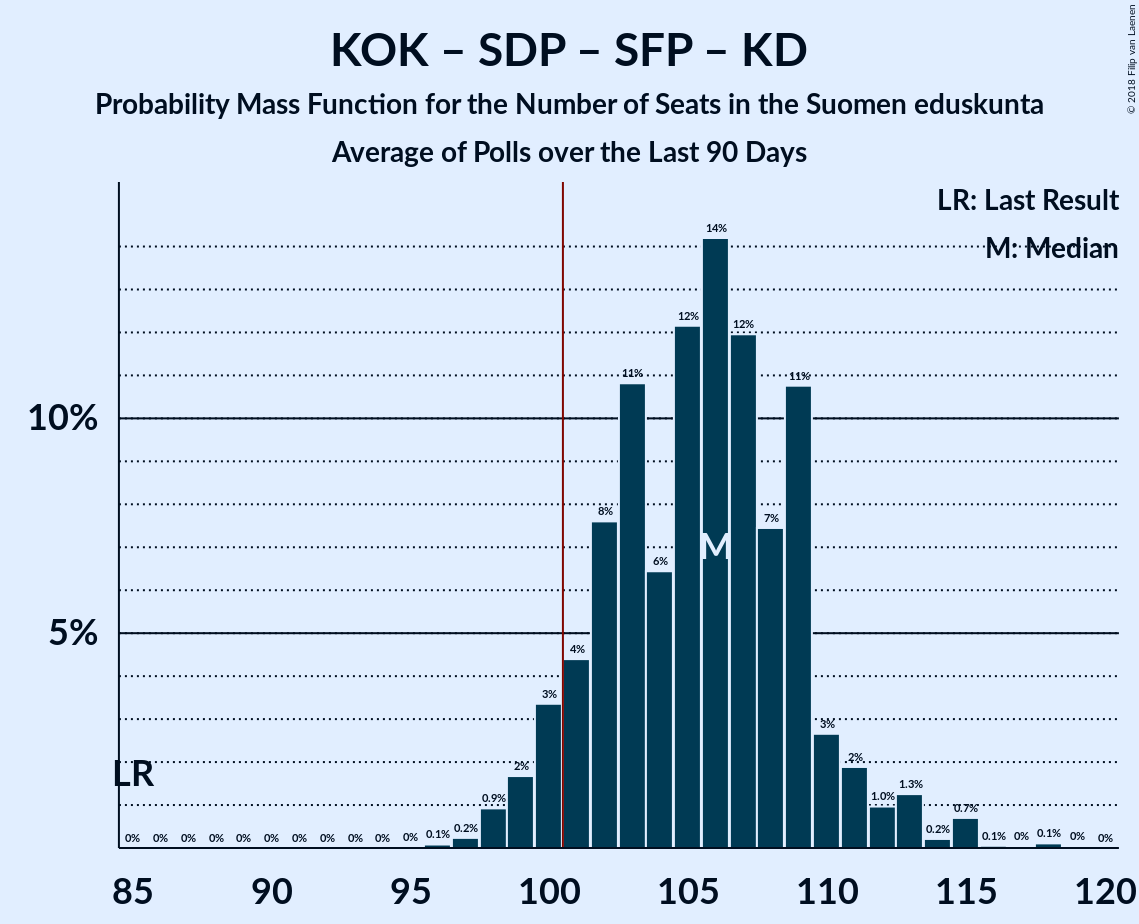 KOK – SDP – SFP – KD
Probability Mass Function for the Number of Seats in the Suomen eduskunta
Average of Polls over the Last 90 Days
© 2018 Filip van Laenen
LR: Last Result
M: Median
10%
5%
LR
M
0% 0% 0% 0% 0% 0% 0% 0% 0% 0% 0% 0.1% 0.2% 0.9% 2% 3% 4% 8% 11% 6% 12% 14% 12% 7% 11% 3% 2% 1.0% 1.3% 0.2% 0.7% 0.1% 0% 0.1% 0% 0%
85 90 95 100 105 110 115 120